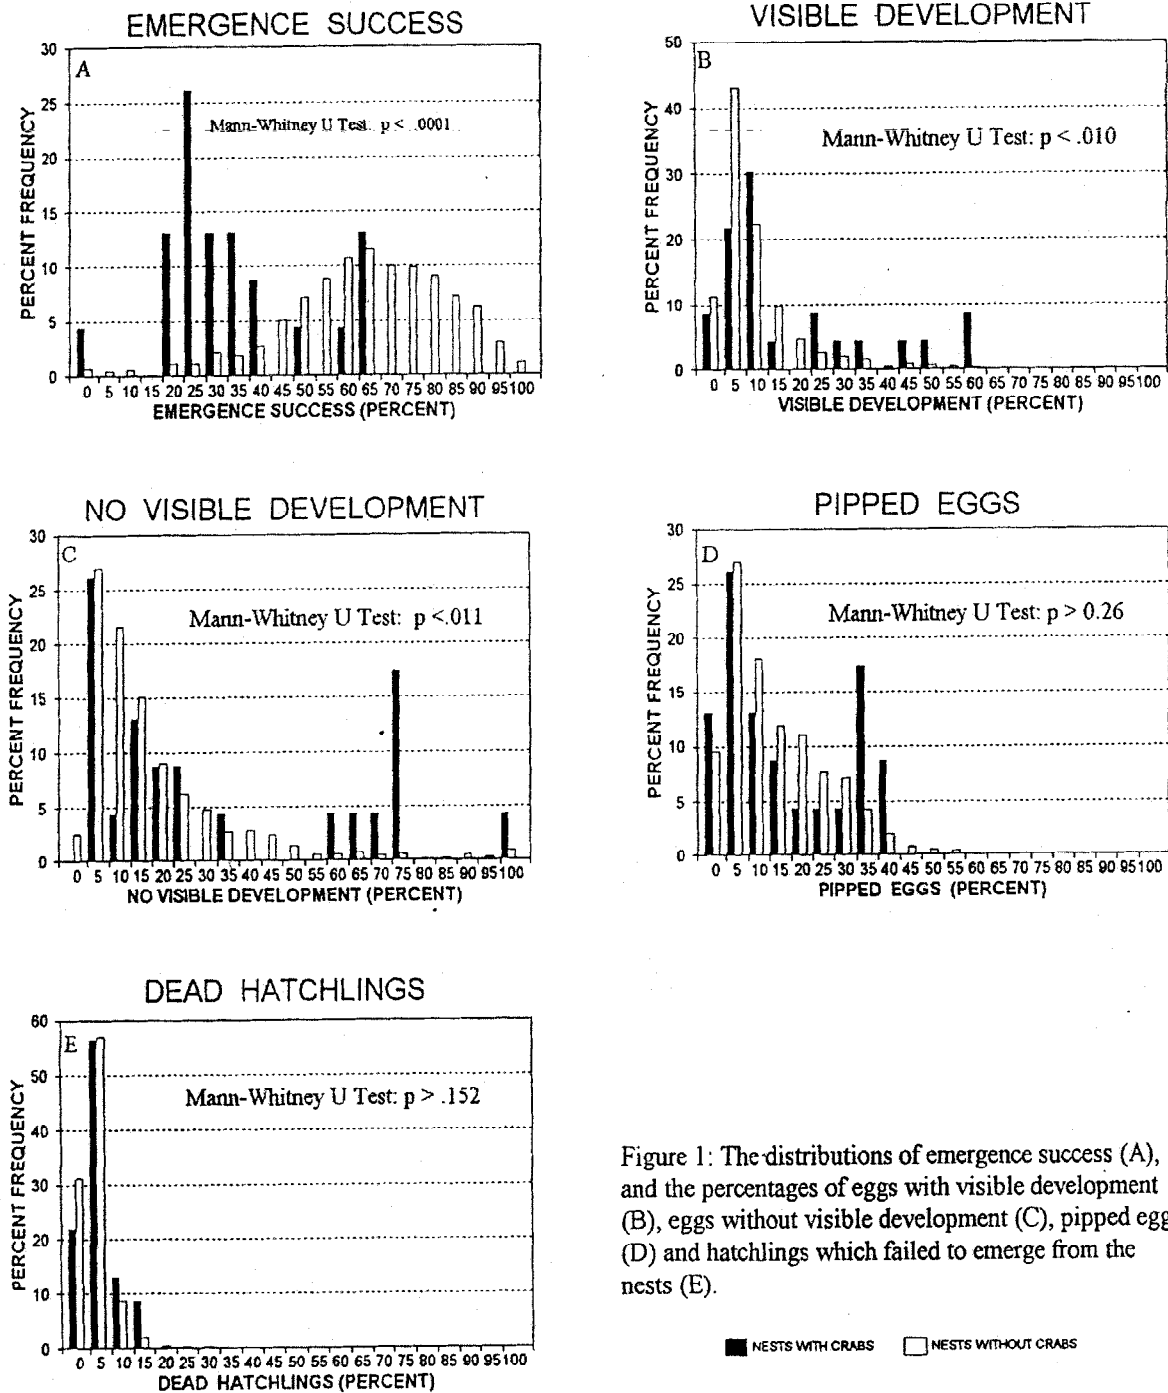 EMERGENCE SUCCESS
30
25
20
15
10
5
0
PERCENT FREQUENCY
A
Mann-Whitney U Test: p < .0001
0 5 10 15 20 25 30 35 40 45 50 55 60 65 70 75 80 85 90 95 100
EMERGENCE SUCCESS (PERCENT)
VISIBLE DEVELOPMENT
50
40
30
20
10
0
PERCENT FREQUENCY
B
Mann-Whitney U Test: p < .010
0 5 10 15 20 25 30 35 40 45 50 55 60 65 70 75 80 85 90 95 100
VISIBLE DEVELOPMENT (PERCENT)
NO VISIBLE DEVELOPMENT
30
25
20
15
10
5
0
PERCENT FREQUENCY
C
Mann-Whitney U Test: p <.011
0 5 10 15 20 25 30 35 40 45 50 55 60 65 70 75 80 85 90 95 100
NO VISIBLE DEVELOPMENT (PERCENT)
PIPPED EGGS
30
25
20
15
10
5
0
PERCENT FREQUENCY
D
Mann-Whitney U Test: p > 0.26
0 5 10 15 20 25 30 35 40 45 50 55 60 65 70 75 80 85 90 95 100
PIPPED EGGS (PERCENT)
DEAD HATCHLINGS
60
50
40
30
20
10
0
PERCENT FREQUENCY
E
Mann-Whitney U Test: p > .152
0 5 10 15 20 25 30 35 40 45 50 55 60 65 70 75 80 85 90 95 100
DEAD HATCHLINGS (PERCENT)
Figure 1: The distributions of emergence success (A),
and the percentages of eggs with visible development
(B), eggs without visible development (C), pipped egg
(D) and hatchlings which failed to emerge from the
nests (E).
NESTS WITH CRABS
NESTS WITHOUT CRABS